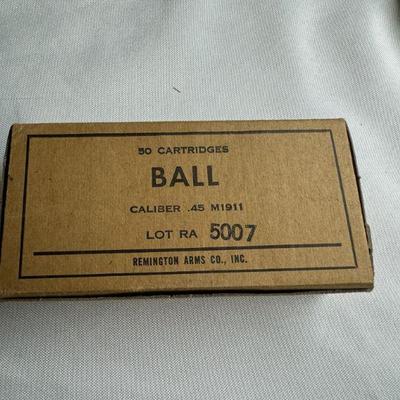 50 CARTRIDGES
BALL
CALIBER .45 M1911
LOT RA 5007
REMINGTON ARMS CO., INC.